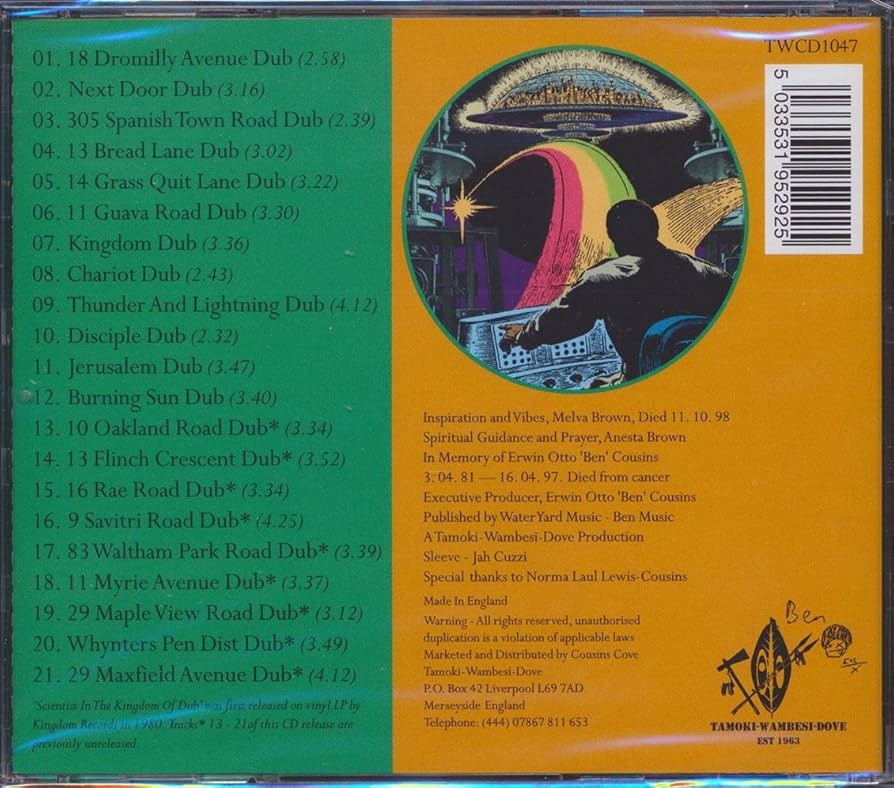 01. 18 Dromilly Avenue Dub (2.58)
02. Next Door Dub (3.16)
03. 305 Spanish Town Road Dub (2.39)
04. 13 Bread Lane Dub (3.02)
05. 14 Grass Quit Lane Dub (3.22)
06. 11 Guava Road Dub (3.30)
07. Kingdom Dub (3.36)
08. Chariot Dub (2.43)
09. Thunder And Lightning Dub (4.12)
10. Disciple Dub (2.32)
11. Jerusalem Dub (3.47)
12. Burning Sun Dub (3.40)
13. 10 Oakland Road Dub* (3.34)
14. 13 Flinch Crescent Dub* (3.52)
15. 16 Rae Road Dub* (3.34)
16. 9 Savitri Road Dub* (4.25)
17. 83 Waltham Park Road Dub* (3.39)
18. 11 Myrie Avenue Dub* (3.37)
19. 29 Maple View Road Dub* (3.12)
20. Whynters Pen Dist Dub* (3.49)
21. 29 Maxfield Avenue Dub* (4.12)
'Scientist In The Kingdom Of Dub' was first released on vinyl LP by
Kingdom Records in 1980. Tracks* 13 - 21of this CD release are
previously unreleased
TWCD1047
5 033531 952925
Inspiration and Vibes, Melva Brown, Died 11. 10. 98
Spiritual Guidance and Prayer, Anesta Brown
In Memory of Erwin Otto 'Ben' Cousins
3. 04. 81 — 16. 04. 97. Died from cancer
Executive Producer, Erwin Otto 'Ben' Cousins
Published by Water Yard Music - Ben Music
A Tamoki-Wambesi-Dove Production
Sleeve - Jah Cuzzi
Special thanks to Norma Laul Lewis-Cousins
Made In England
Warning - All rights reserved, unauthorised
duplication is a violation of applicable laws
Marketed and Distributed by Cousins Cove
Tamoki-Wambesi-Dove
P.O. Box 42 Liverpool L69 7AD
Merseyside England
Telephone: (444) 07867 811 653
Ben
TAMOKI-WAMBESI-DOVE
EST 1963